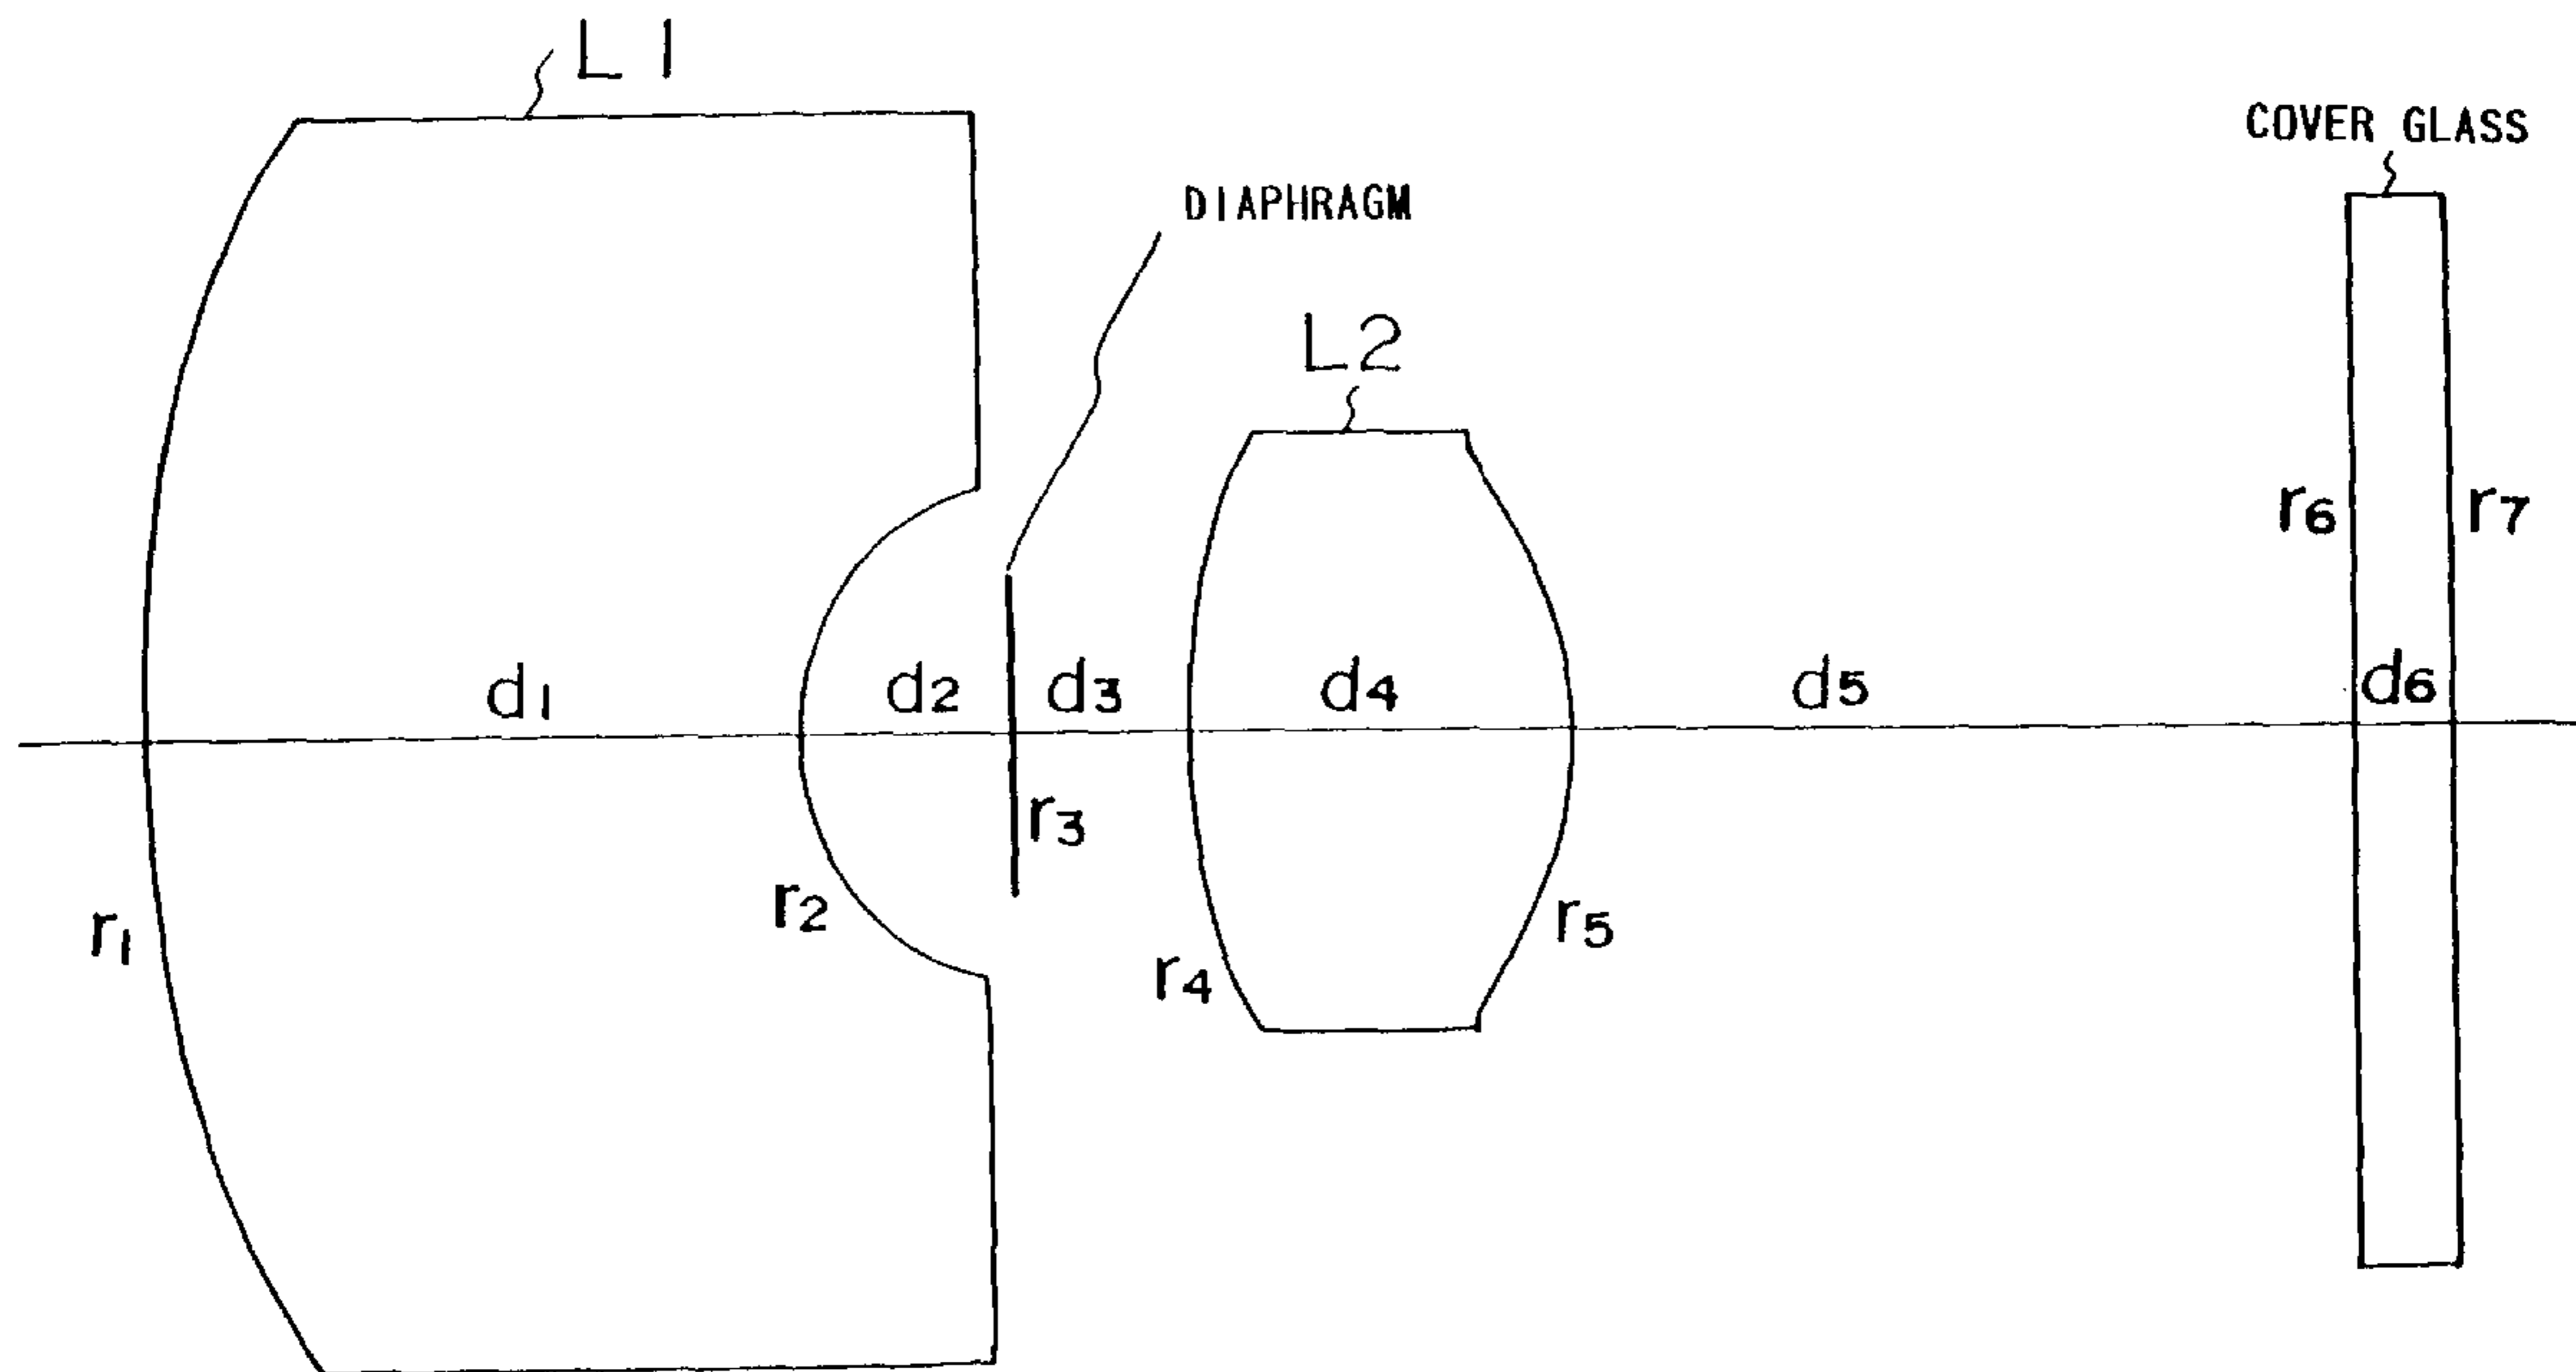 L1
COVER GLASS
DIAPHRAGM
L2
r6
r7
d1
d2
d3
d4
d5
d6
r3
r2
r1
r5
r4